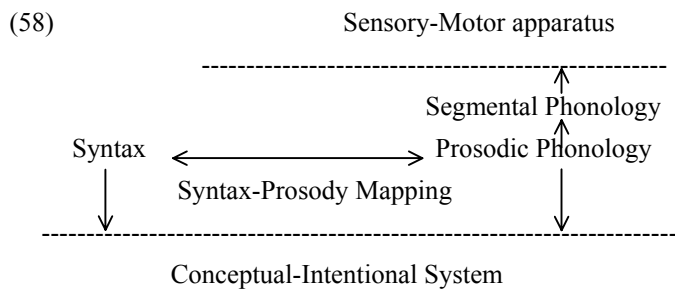 (58) Sensory-Motor apparatus
Segmental Phonology
Syntax Prosodic Phonology
Syntax-Prosody Mapping
Conceptual-Intentional System